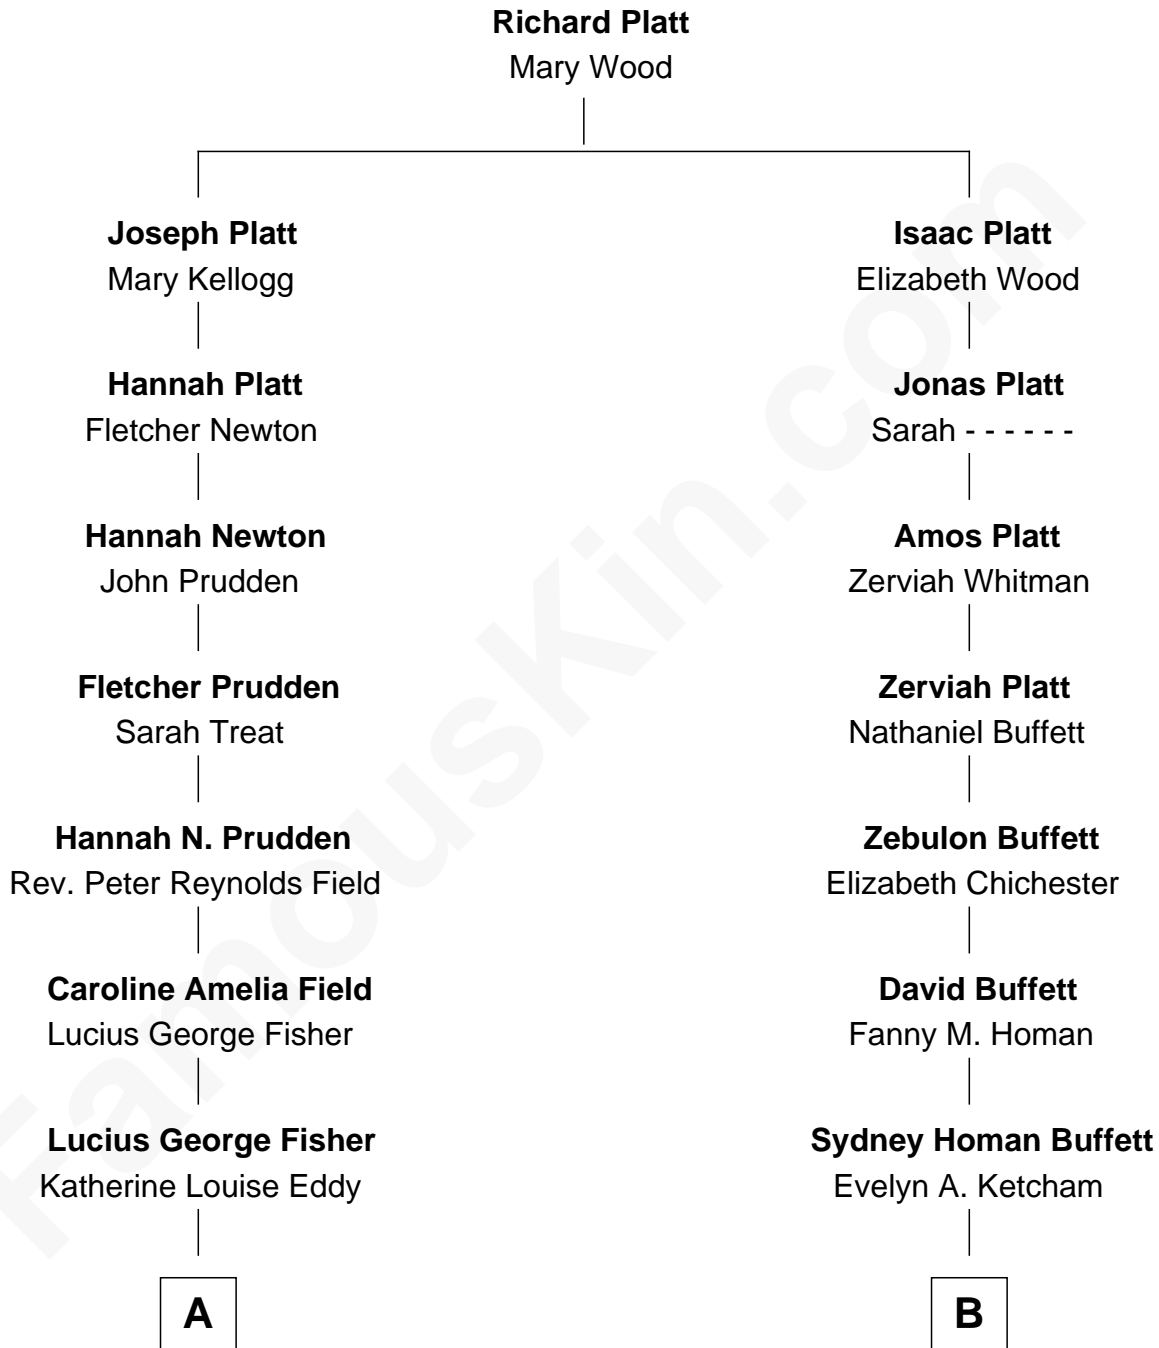 Richard Platt
Mary Wood
Joseph Platt
Mary Kellogg
Hannah Platt
Fletcher Newton
Hannah Newton
John Prudden
Fletcher Prudden
Sarah Treat
Hannah N. Prudden
Rev. Peter Reynolds Field
Caroline Amelia Field
Lucius George Fisher
Lucius George Fisher
Katherine Louise Eddy
A
Isaac Platt
Elizabeth Wood
Jonas Platt
Sarah - - - - - -
Amos Platt
Zerviah Whitman
Zerviah Platt
Nathaniel Buffett
Zebulon Buffett
Elizabeth Chichester
David Buffett
Fanny M. Homan
Sydney Homan Buffett
Evelyn A. Ketcham
B
FamousKin.com